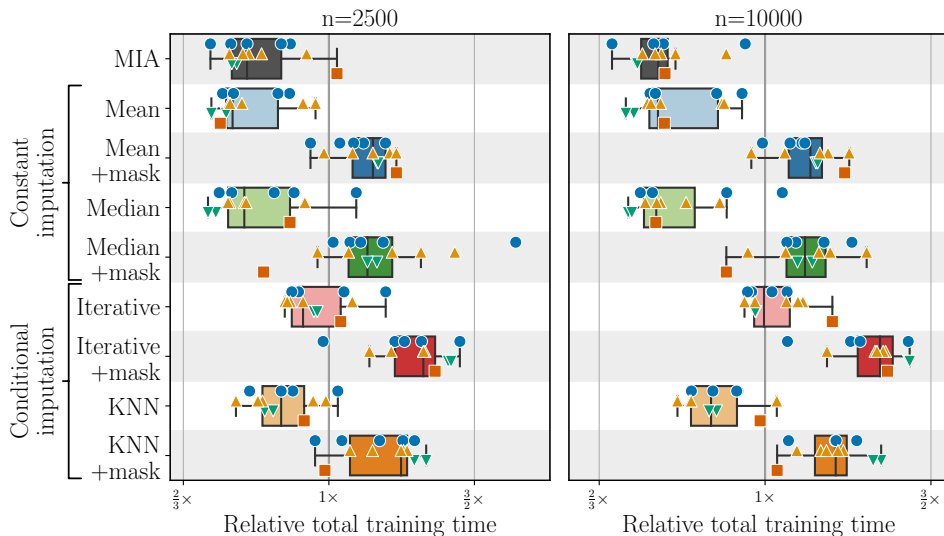 n=2500
n=10000
MIA
Mean
Mean
+mask
Median
Median
+mask
Iterative
Iterative
+mask
KNN
KNN
+mask
Constant
imputation
Conditional
imputation
2/3× 1× 3/2×
2/3× 1× 3/2×
Relative total training time
Relative total training time